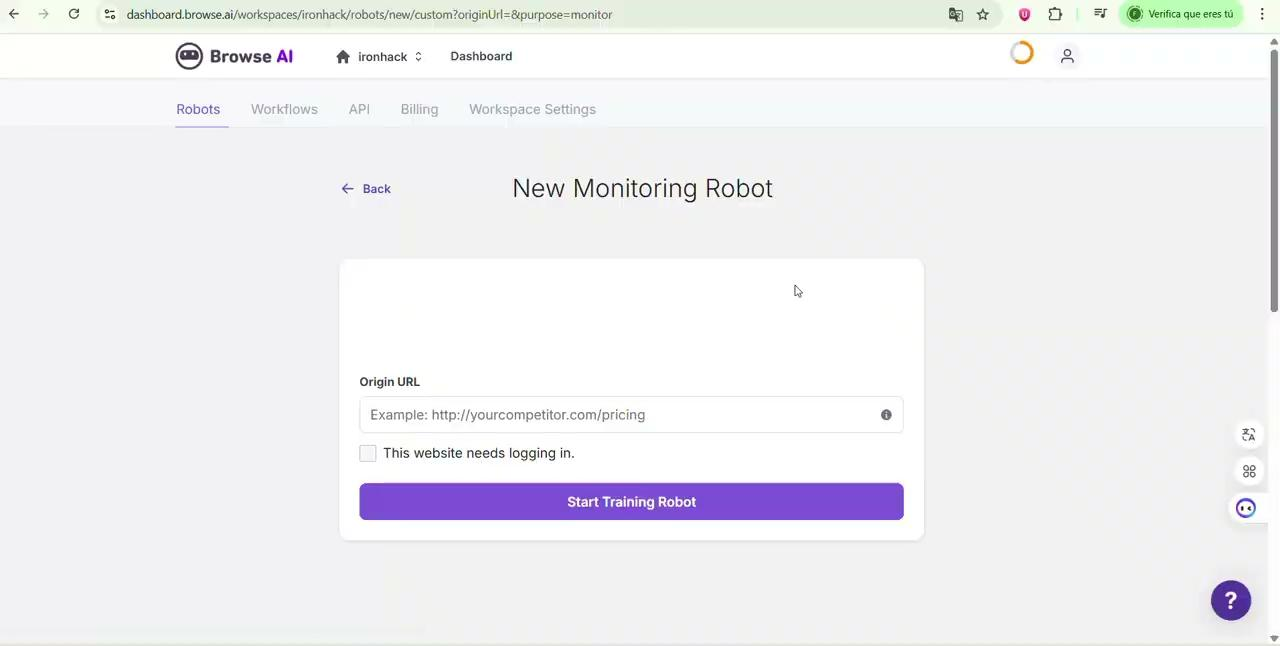 dashboard.browse.ai/workspaces/ironhack/robots/new/custom?originUrl=&purpose=monitor
Verifica que eres tú
Browse AI
ironhack
Dashboard
Robots
Workflows
API
Billing
Workspace Settings
Back
New Monitoring Robot
Origin URL
Example: http://yourcompetitor.com/pricing
This website needs logging in.
Start Training Robot
?